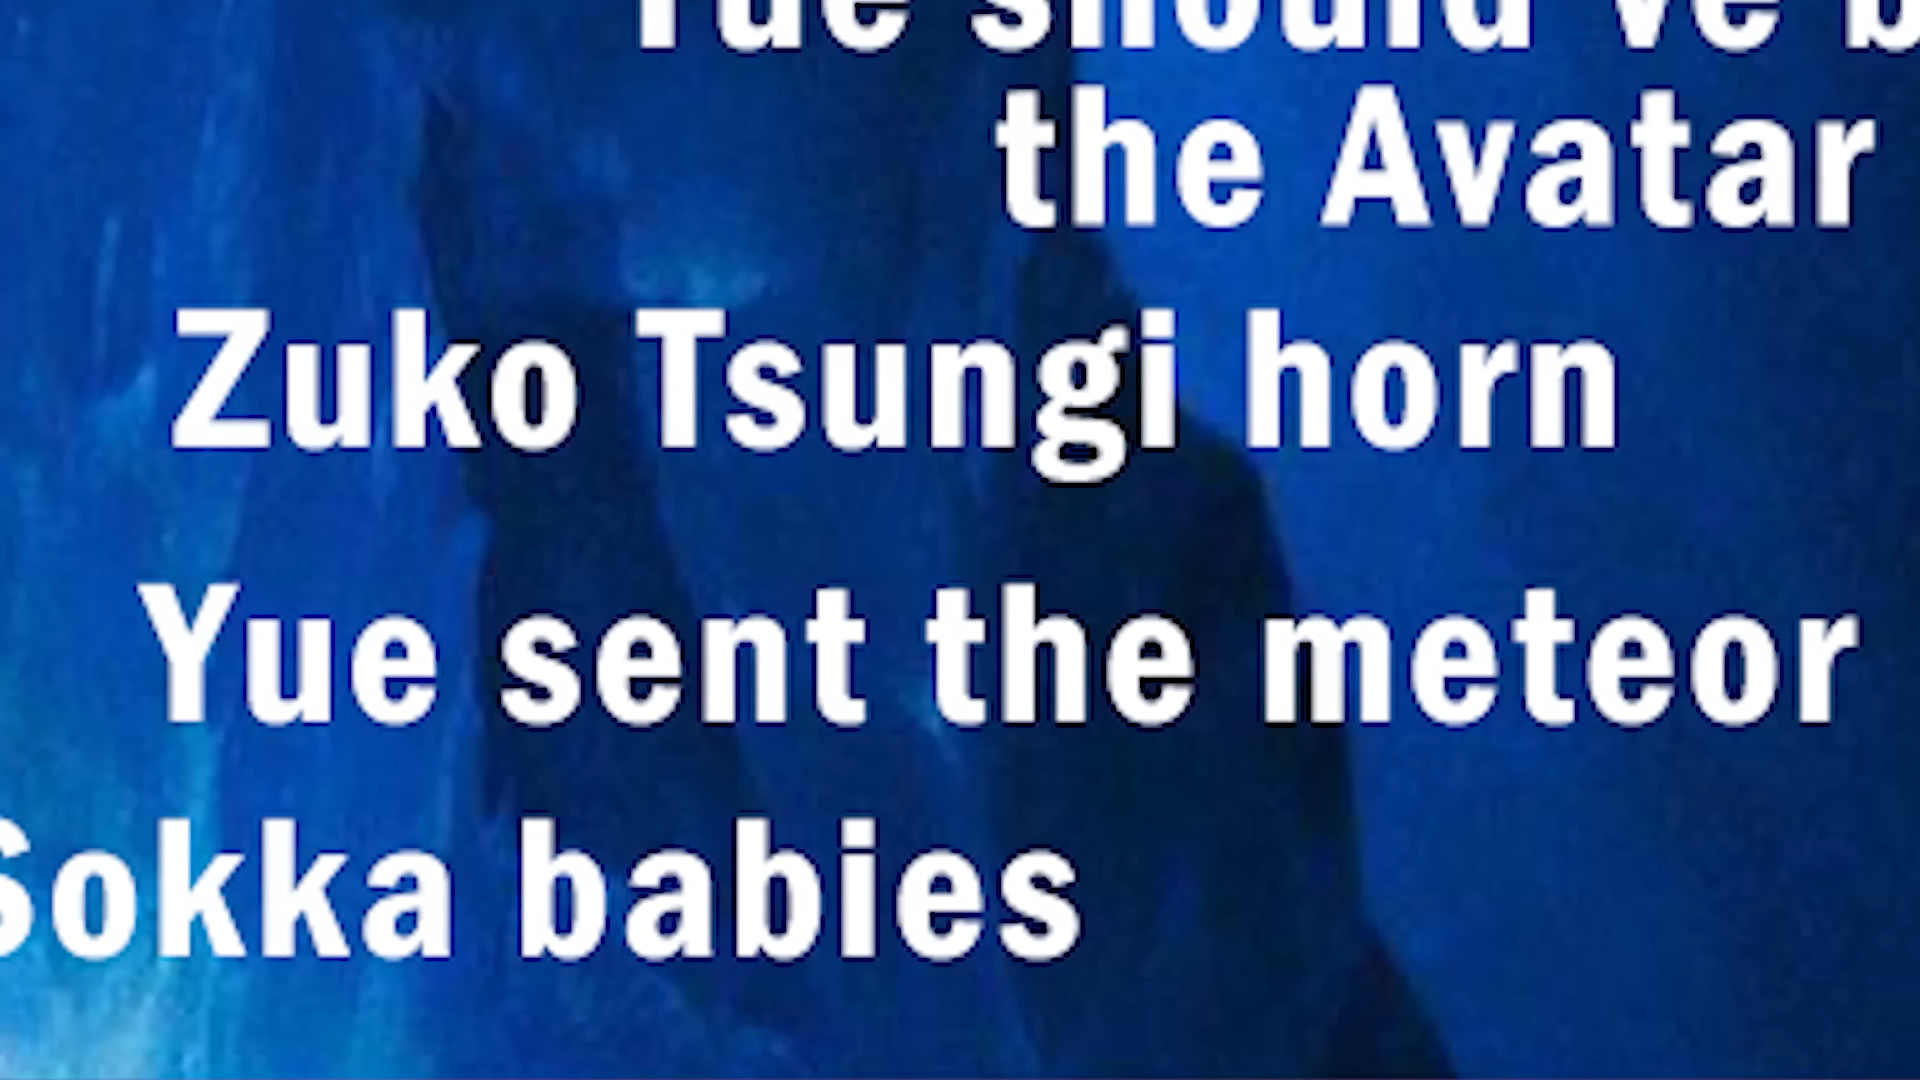 Yue should've b
the Avatar
Zuko Tsungi horn
Yue sent the meteor
Sokka babies